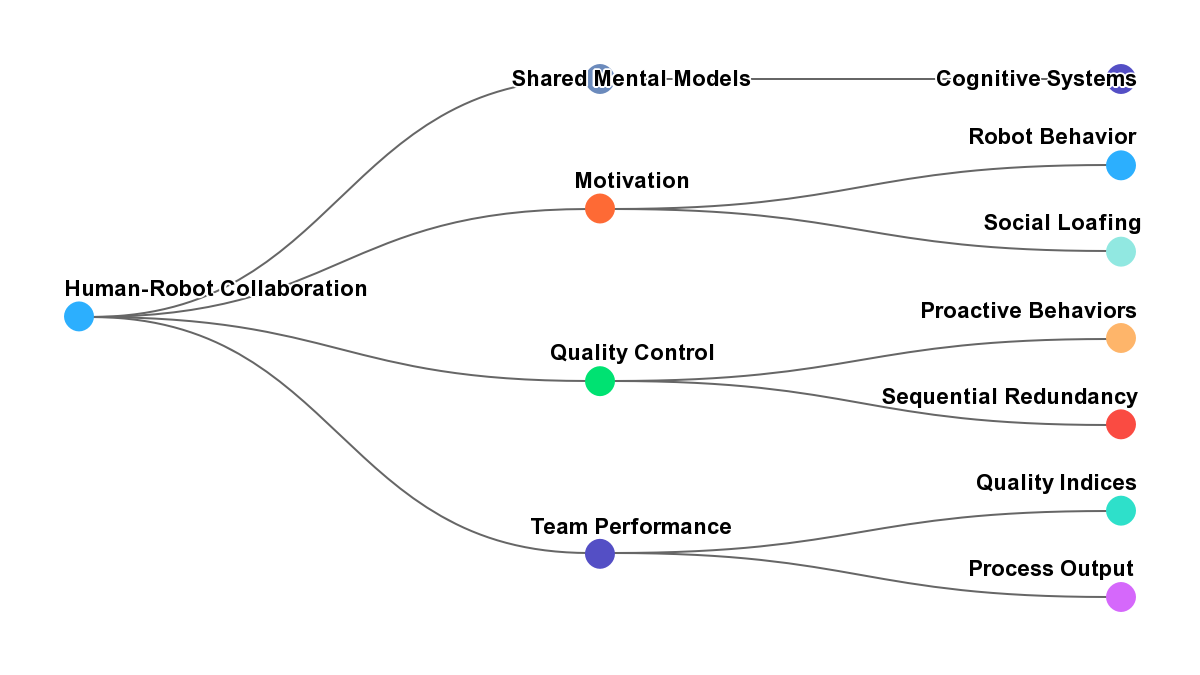 Shared Mental Models
Cognitive Systems
Robot Behavior
Motivation
Social Loafing
Human-Robot Collaboration
Proactive Behaviors
Quality Control
Sequential Redundancy
Quality Indices
Team Performance
Process Output